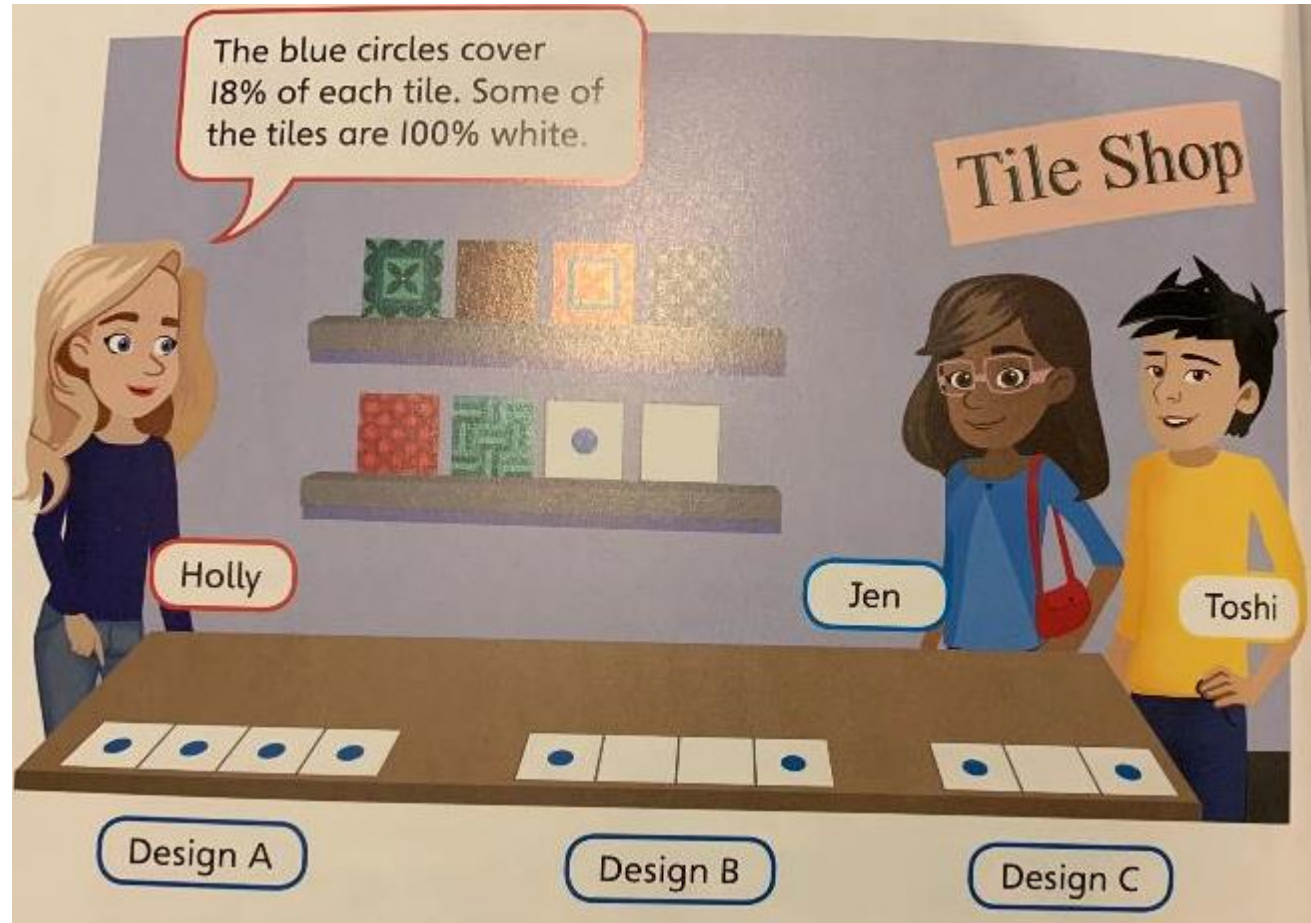 The blue circles cover
18% of each tile. Some of
the tiles are 100% white.
Tile Shop
Holly
Jen
Toshi
Design A
Design B
Design C